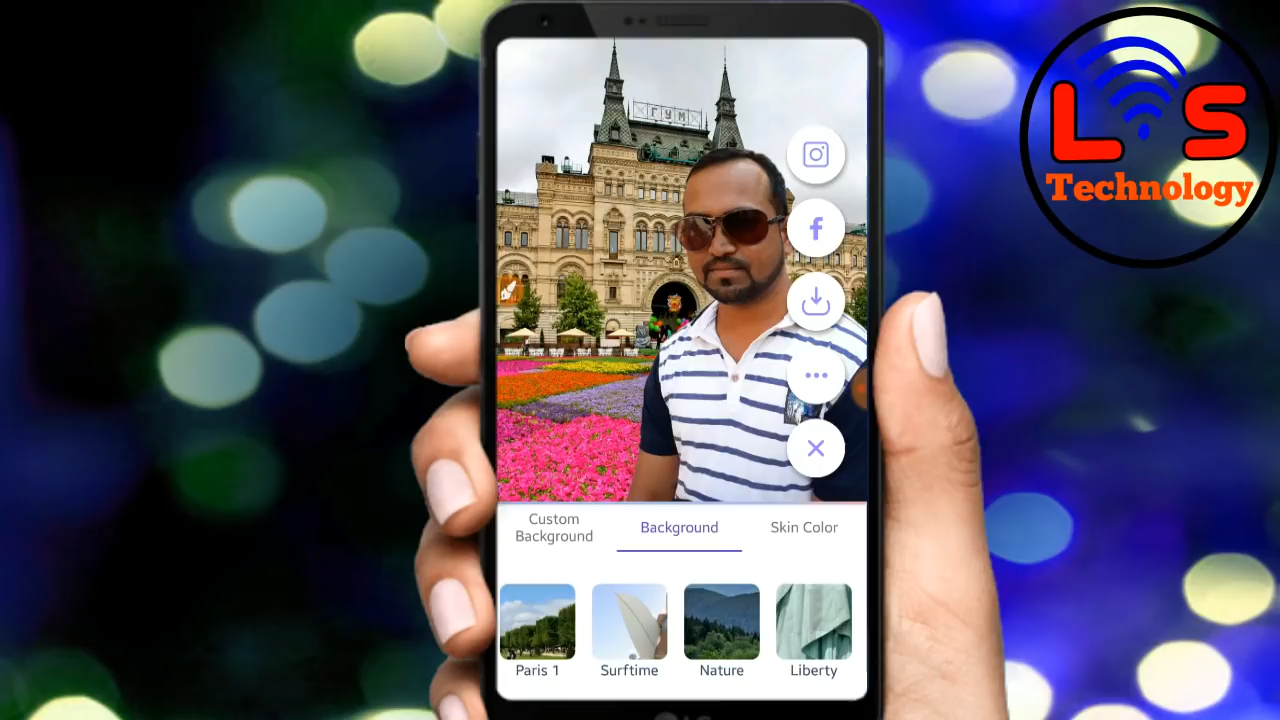 ГУМ
L S
Technology
Custom
Background
Background
Skin Color
Paris 1
Surftime
Nature
Liberty